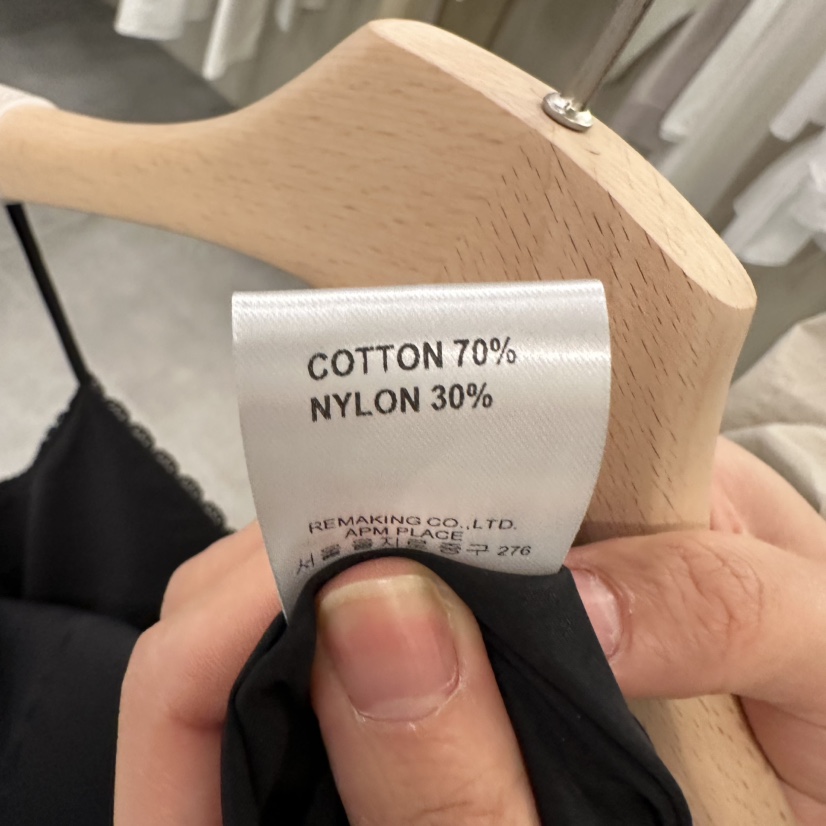 COTTON 70%
NYLON 30%
REMAKING CO.,LTD.
APM PLACE
서울 을지로 중구 276